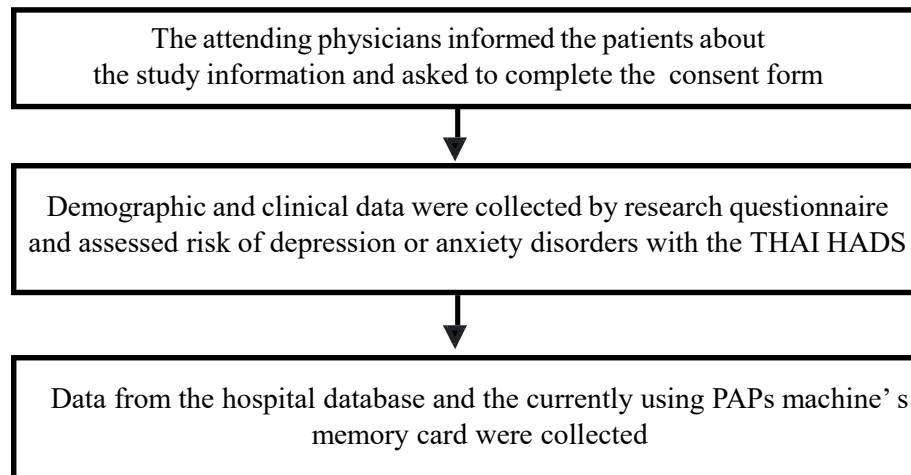 The attending physicians informed the patients about
the study information and asked to complete the consent form
Demographic and clinical data were collected by research questionnaire
and assessed risk of depression or anxiety disorders with the THAI HADS
Data from the hospital database and the currently using PAPs machine’ s
memory card were collected